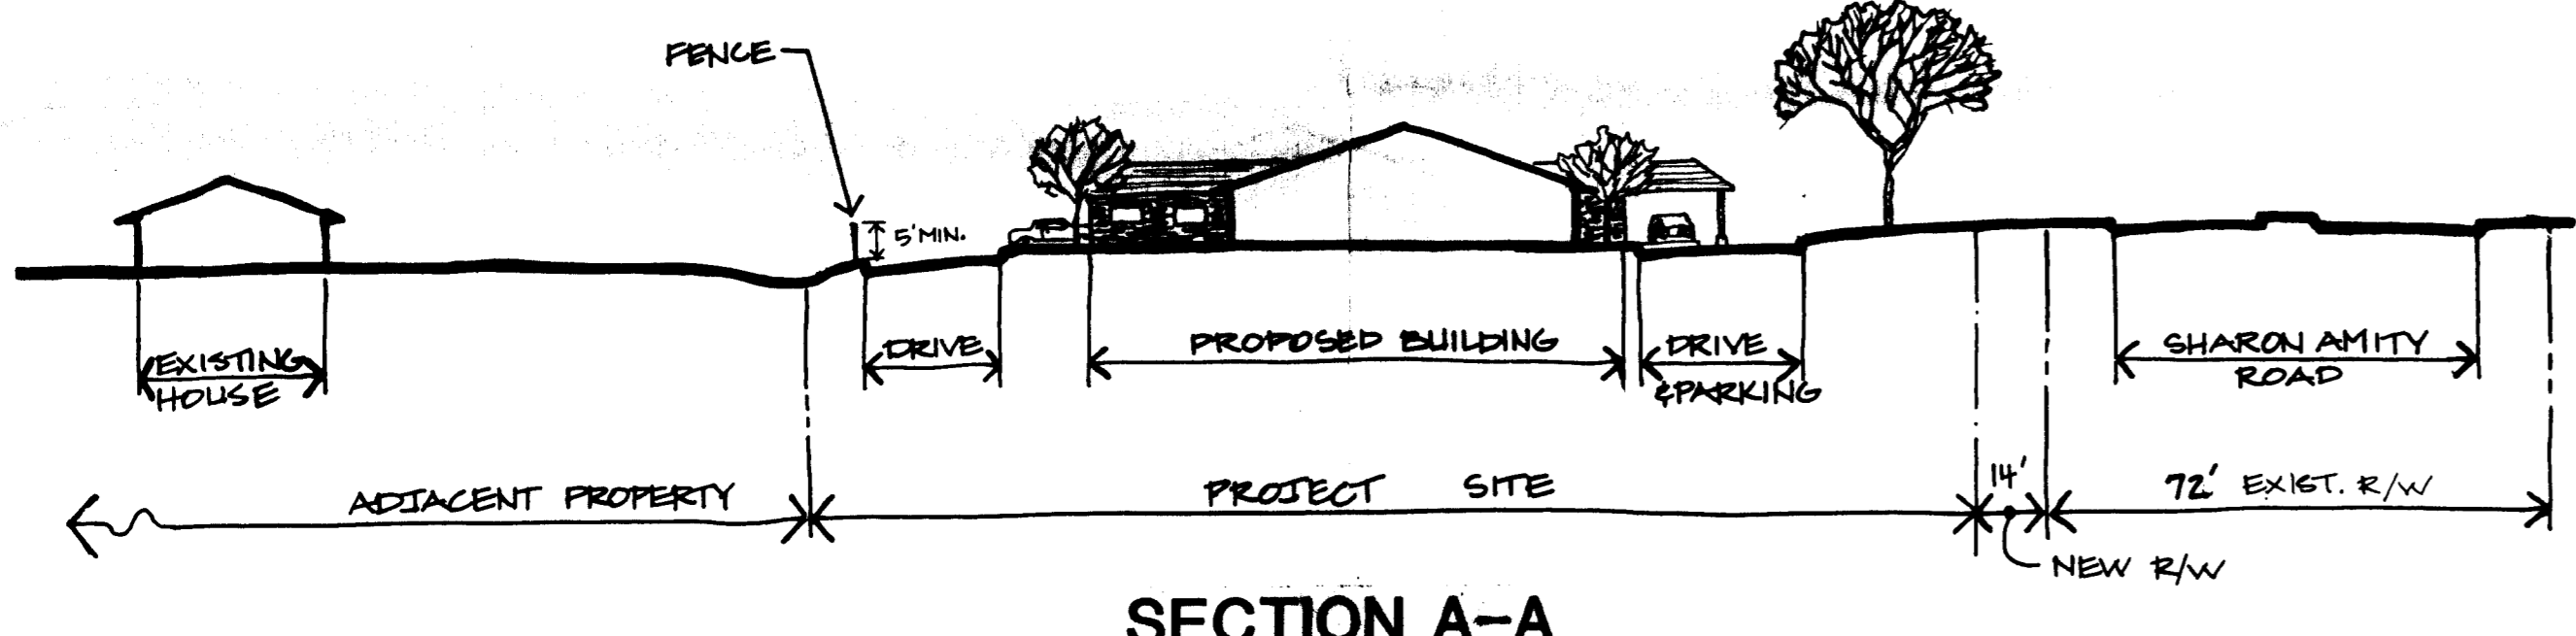 FENCE
5' MIN.
EXISTING
HOUSE
DRIVE
PROPOSED BUILDING
DRIVE
& PARKING
SHARON AMITY
ROAD
ADJACENT PROPERTY
PROJECT SITE
14'
72' EXIST. R/W
NEW R/W
SECTION A-A